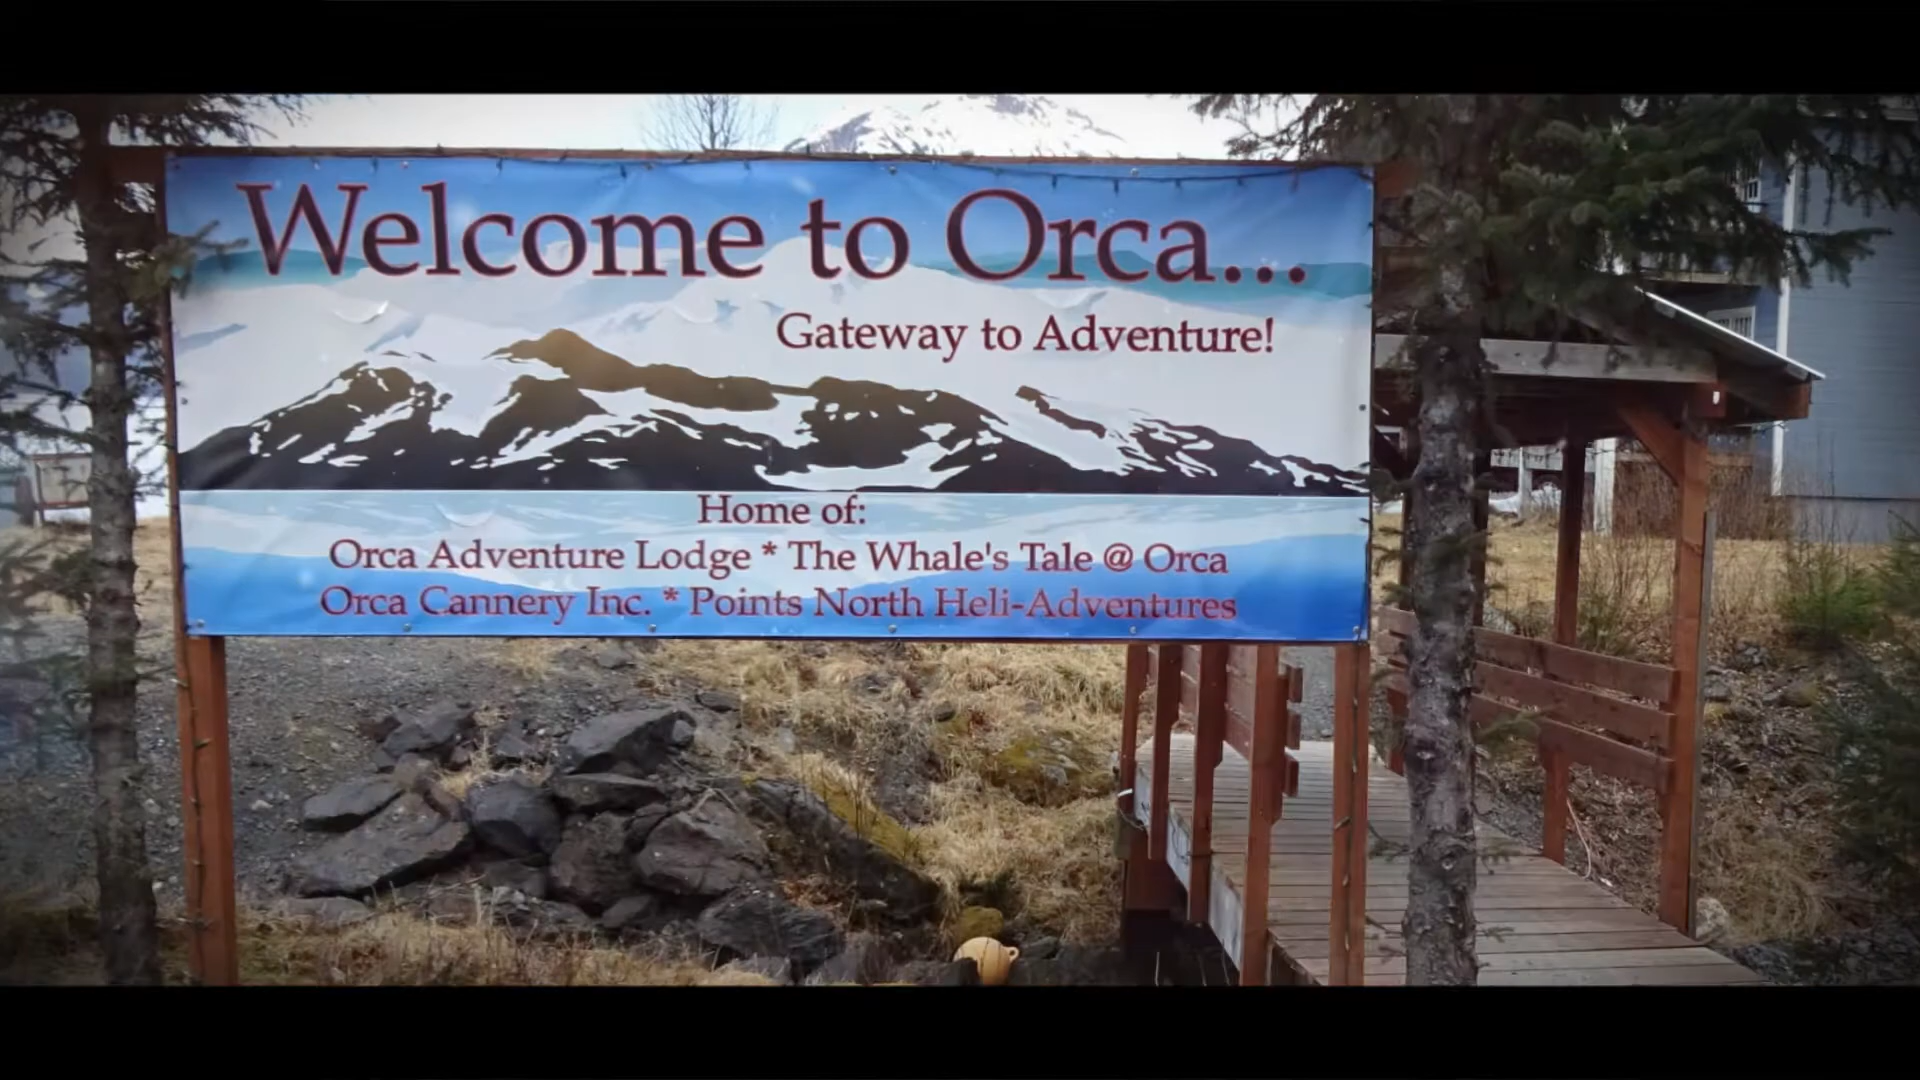 Welcome to Orca...
Gateway to Adventure!
Home of:
Orca Adventure Lodge * The Whale's Tale @ Orca
Orca Cannery Inc. * Points North Heli-Adventures